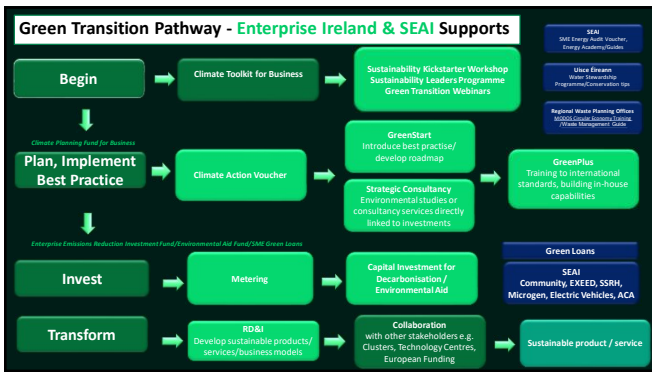 Green Transition Pathway - Enterprise Ireland & SEAI Supports
SEAI
SME Energy Audit Voucher,
Energy Academy/Guides
Begin
Climate Toolkit for Business
Sustainability Kickstarter Workshop
Sustainability Leaders Programme
Green Transition Webinars
Uisce Éireann
Water Stewardship
Programme/Conservation tips
Regional Waste Planning Offices
MODOS Circular Economy Training
/Waste Management Guide
Climate Planning Fund for Business
Plan, Implement
Best Practice
Climate Action Voucher
GreenStart
Introduce best practise/
develop roadmap
Strategic Consultancy
Environmental studies or
consultancy services directly
linked to investments
GreenPlus
Training to international
standards, building in-house
capabilities
Enterprise Emissions Reduction Investment Fund/Environmental Aid Fund/SME Green Loans
Invest
Metering
Capital Investment for
Decarbonisation /
Environmental Aid
Green Loans
SEAI
Community, EXEED, SSRH,
Microgen, Electric Vehicles, ACA
Transform
RD&I
Develop sustainable products/
services/business models
Collaboration
with other stakeholders e.g.
Clusters, Technology Centres,
European Funding
Sustainable product / service